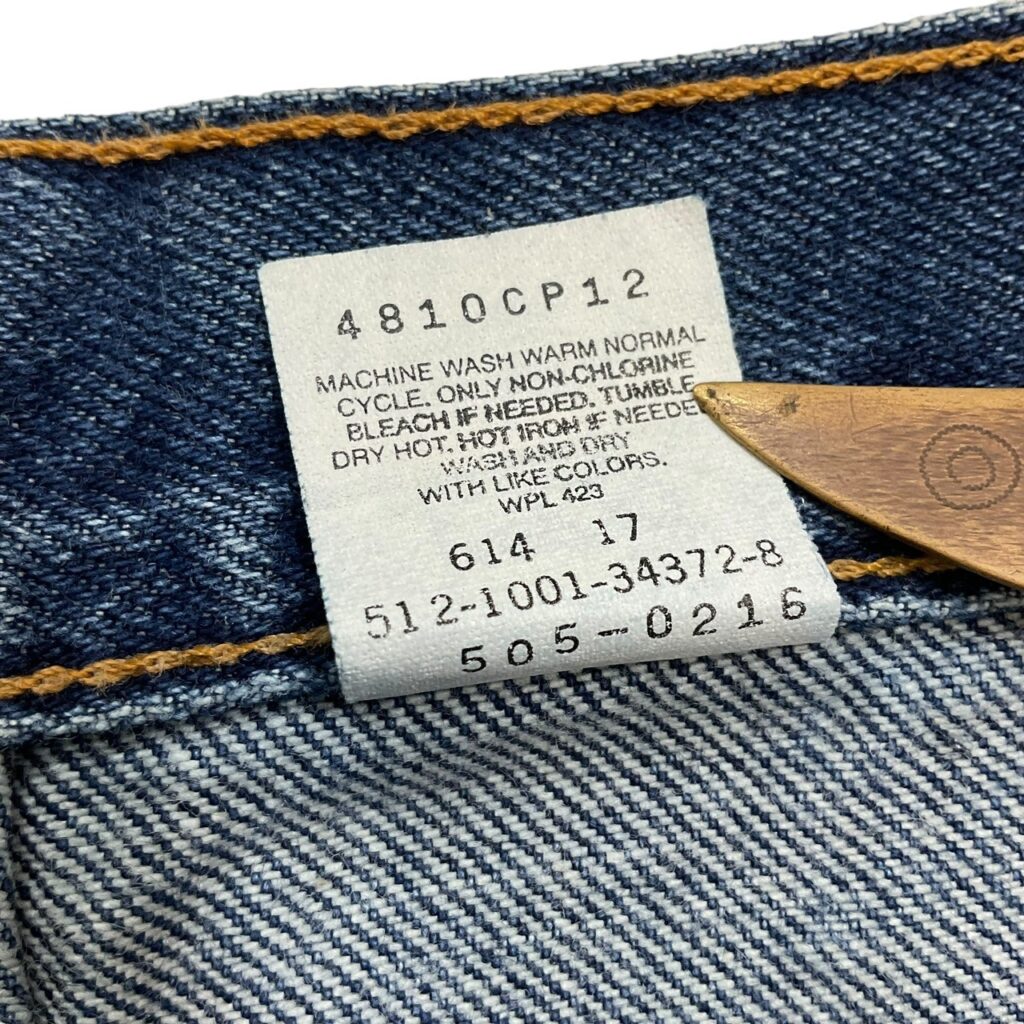 4810CP12
MACHINE WASH WARM NORMAL
CYCLE. ONLY NON-CHLORINE
BLEACH IF NEEDED. TUMBLE
DRY HOT. HOT IRON IF NEEDE
WASH AND DRY
WITH LIKE COLORS.
WPL 423
614 17
512-1001-34372-8
505-0216